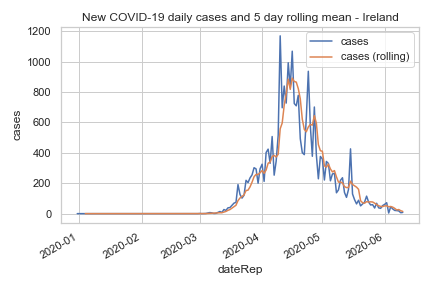 New COVID-19 daily cases and 5 day rolling mean - Ireland
cases
cases (rolling)
1200
1000
800
600
400
200
0
cases
2020-01
2020-02
2020-03
2020-04
2020-05
2020-06
dateRep